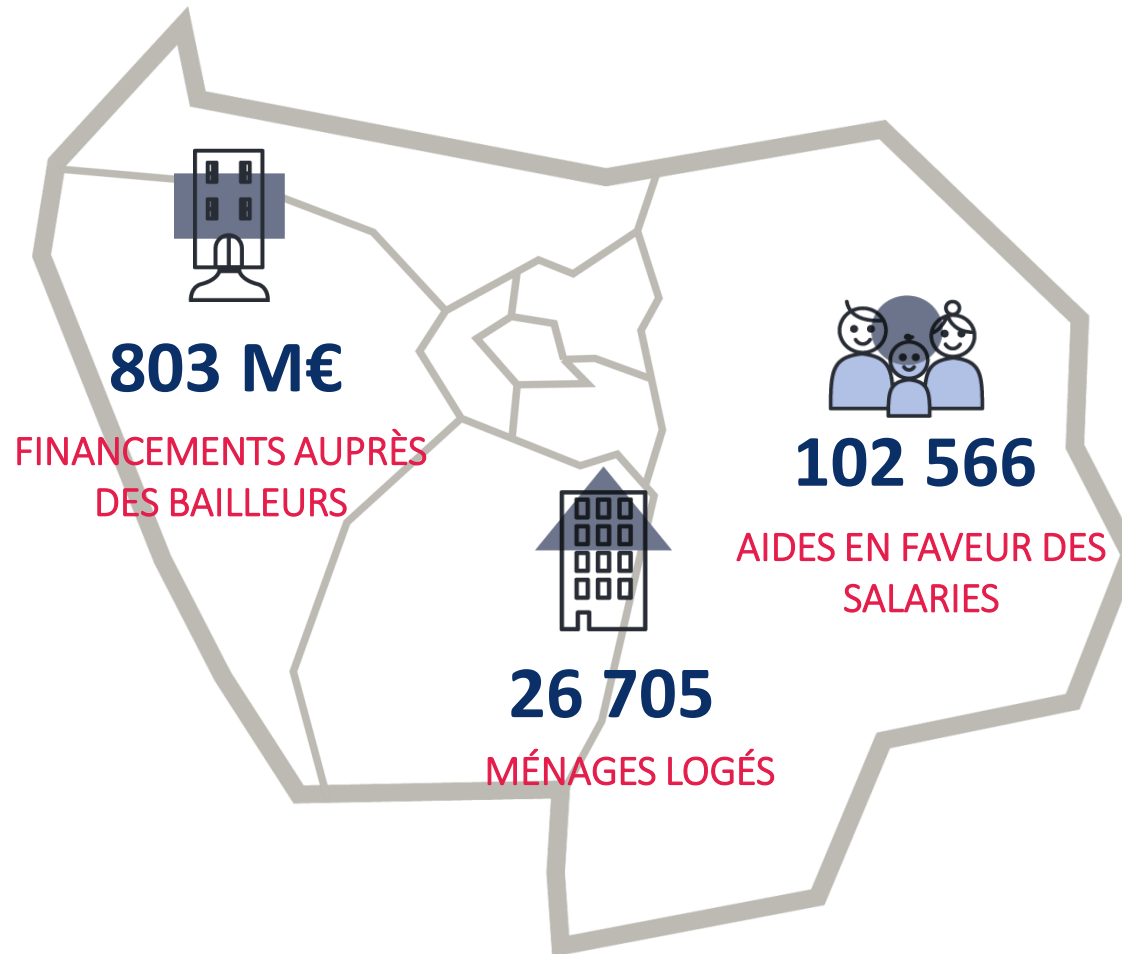 803 M€
FINANCEMENTS AUPRÈS
DES BAILLEURS
102 566
AIDES EN FAVEUR DES
SALARIES
26 705
MÉNAGES LOGÉS